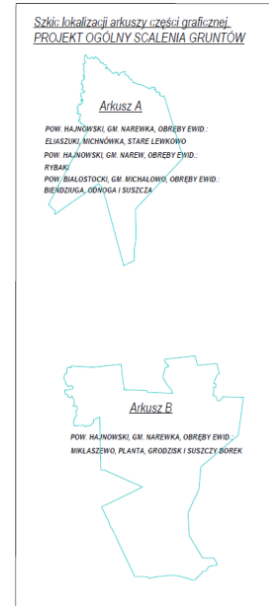 Szkic lokalizacji arkuszy części graficznej.
PROJEKT OGÓLNY SCALENIA GRUNTÓW
Arkusz A
POW. HAJNOWSKI, GM. NAREWKA, OBRĘBY EWID.:
ELIASZUKI, MICHNÓWKA, STARE LEWKOWO
POW. HAJNOWSKI, GM. NAREW, OBRĘBY EWID.:
RYBAKI
POW. BIAŁOSTOCKI, GM. MICHAŁOWO, OBRĘBY EWID.:
BIENDZIUGA, ODNOGA I SUSZCZA
Arkusz B
POW. HAJNOWSKI, GM. NAREWKA, OBRĘBY EWID.:
MIKLASZEWO, PLANTA, GRODZISK I SUSZCZY BOREK